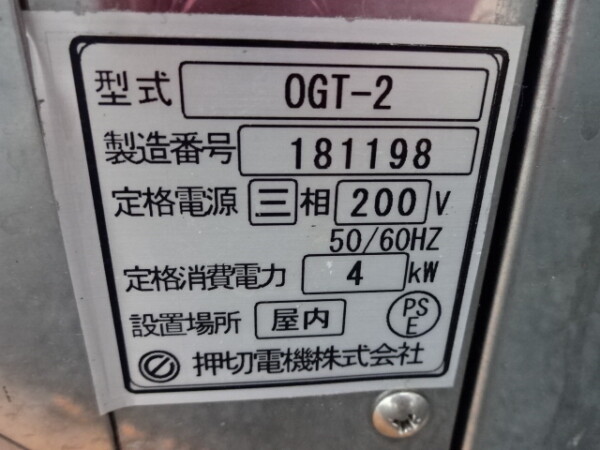 型式 OGT-2
製造番号 181198
定格電源 三相 200 V
50/60HZ
定格消費電力 4 kW
設置場所 屋内 PSE
押切電機株式会社